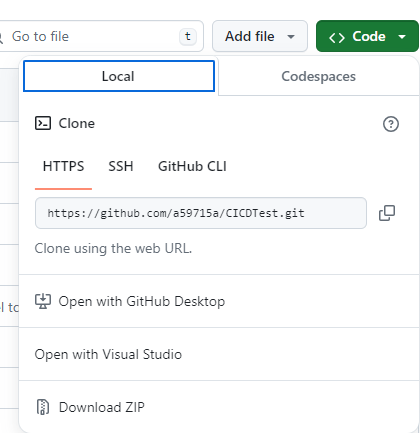 Go to file
t
Add file
<> Code
Local
Codespaces
Clone
HTTPS
SSH
GitHub CLI
https://github.com/a59715a/CICDTest.git
Clone using the web URL.
el to
Open with GitHub Desktop
Open with Visual Studio
Download ZIP